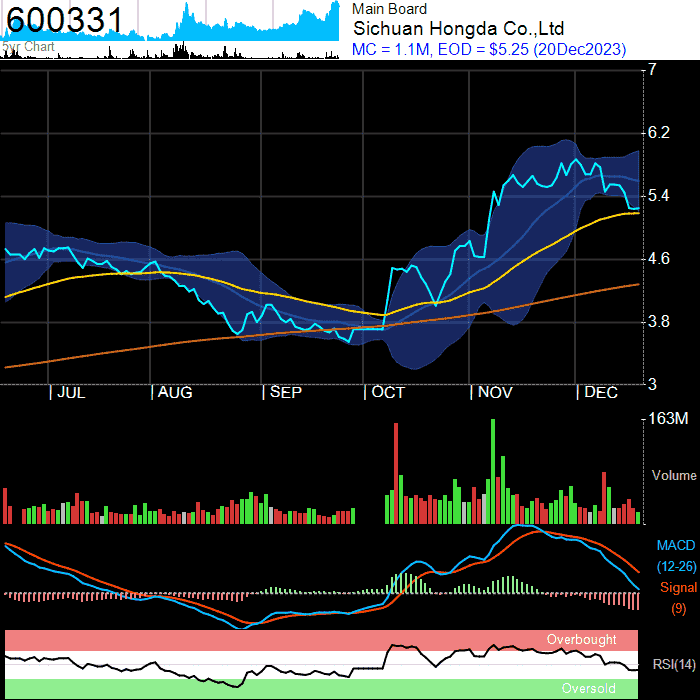 600331
5yr Chart
Main Board
Sichuan Hongda Co.,Ltd
MC = 1.1M, EOD = $5.25 (20Dec2023)
7
6.2
5.4
4.6
3.8
3
JUL
AUG
SEP
OCT
NOV
DEC
163M
Volume
MACD
(12-26)
Signal
(9)
Overbought
RSI(14)
Oversold